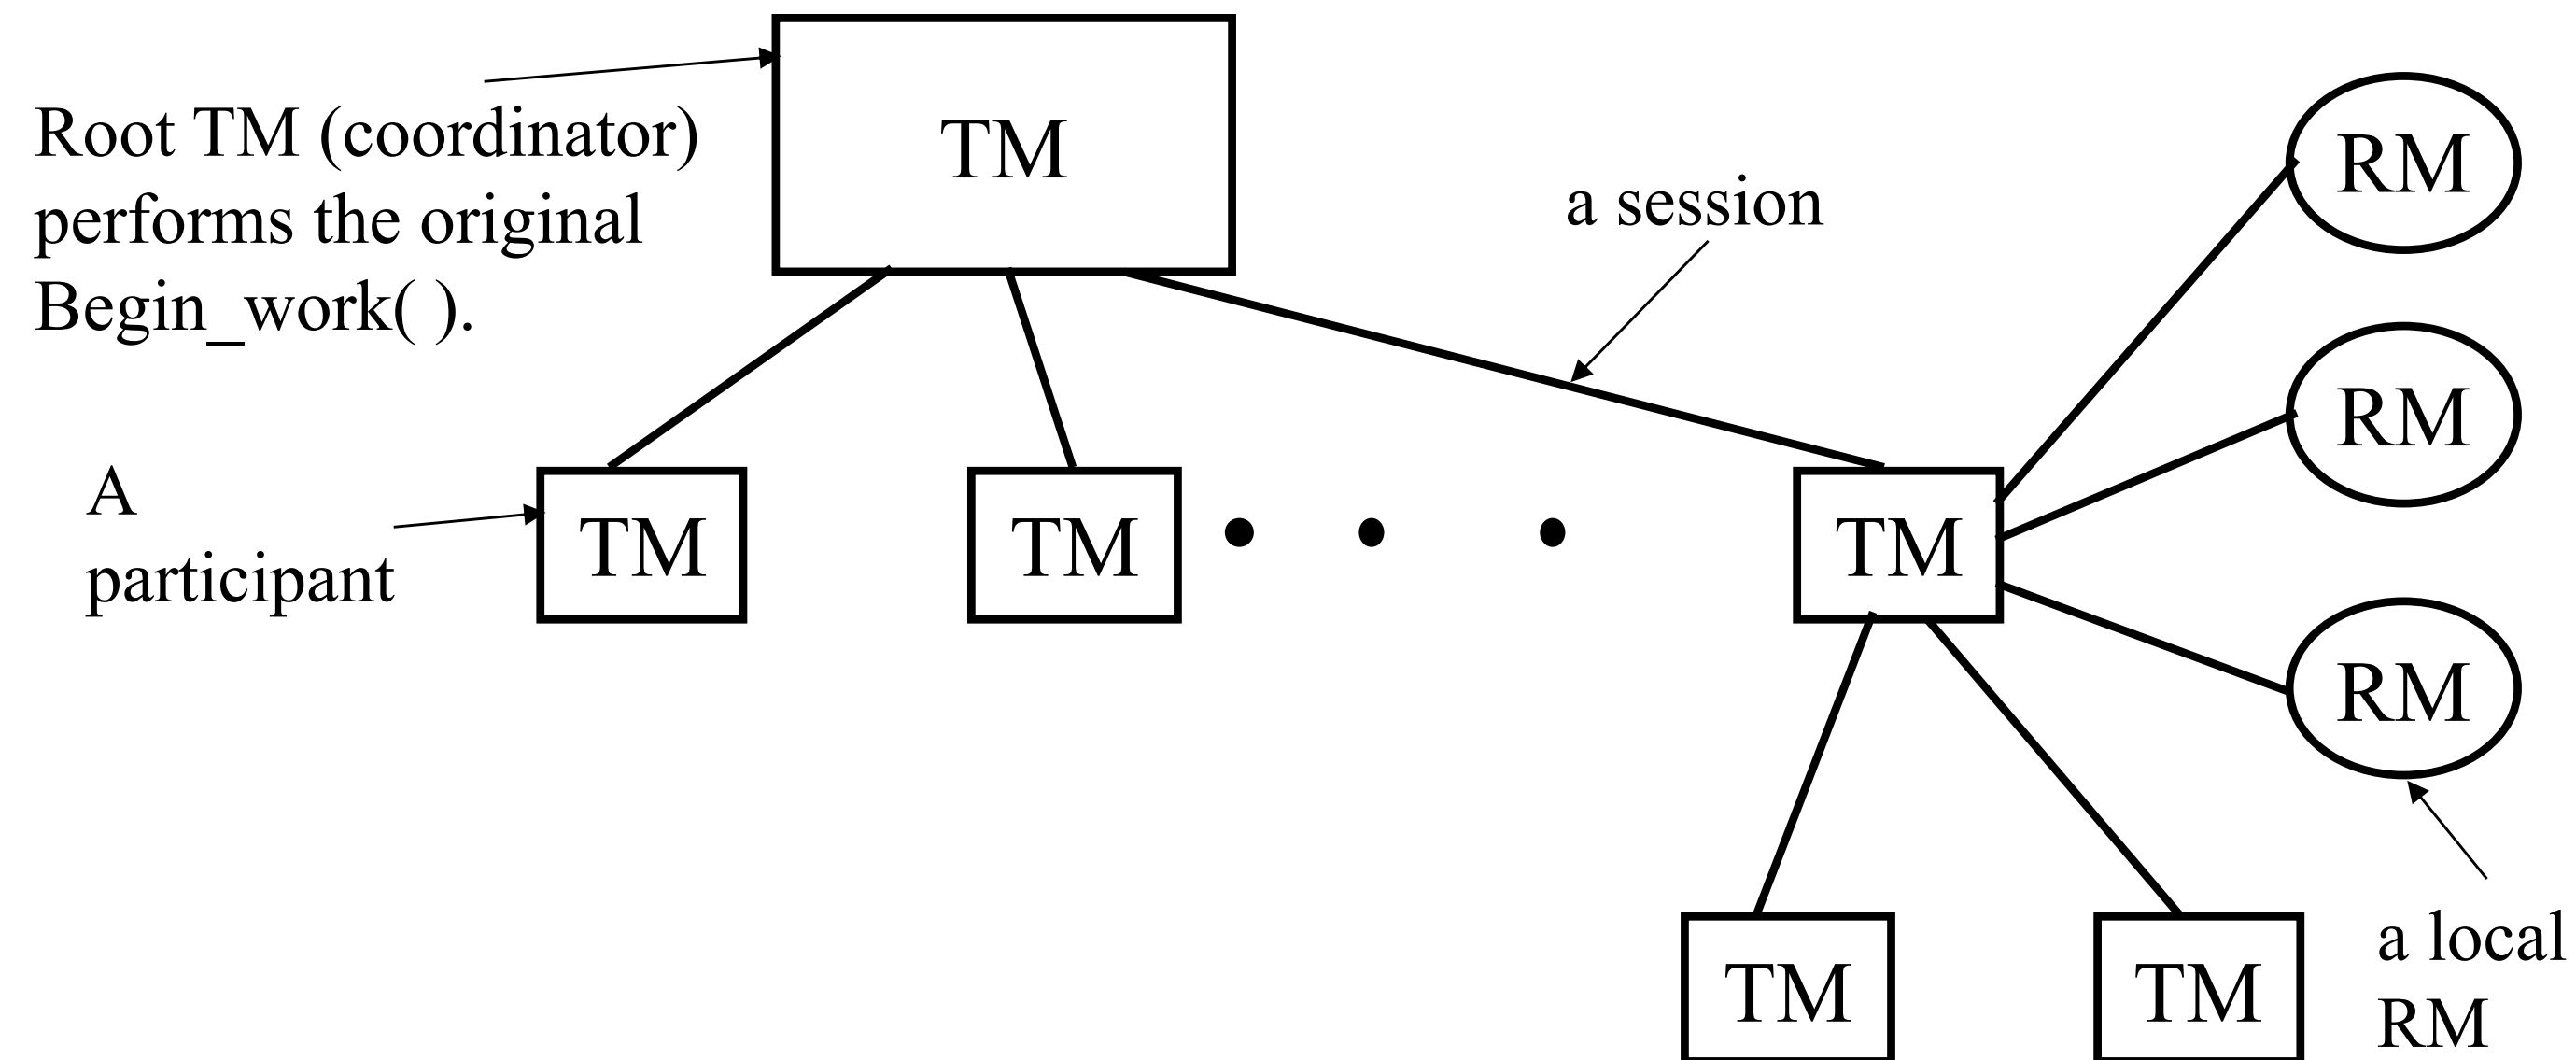 TM
Root TM (coordinator)
performs the original
Begin_work( ).
a session
RM
RM
A
participant
TM
TM
TM
RM
TM
TM
a local
RM